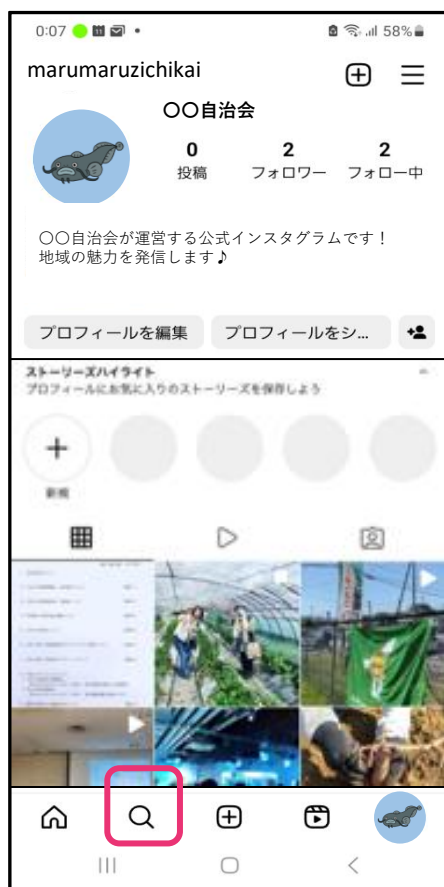 0:07
58%
marumaruzichikai
〇〇自治会
0 2 2
投稿 フォロワー フォロー中
〇〇自治会が運営する公式インスタグラムです！
地域の魅力を発信します♪
プロフィールを編集 プロフィールをシ...
ストーリーズハイライト
プロフィールにお気に入りのストーリーズを保存しよう
新規